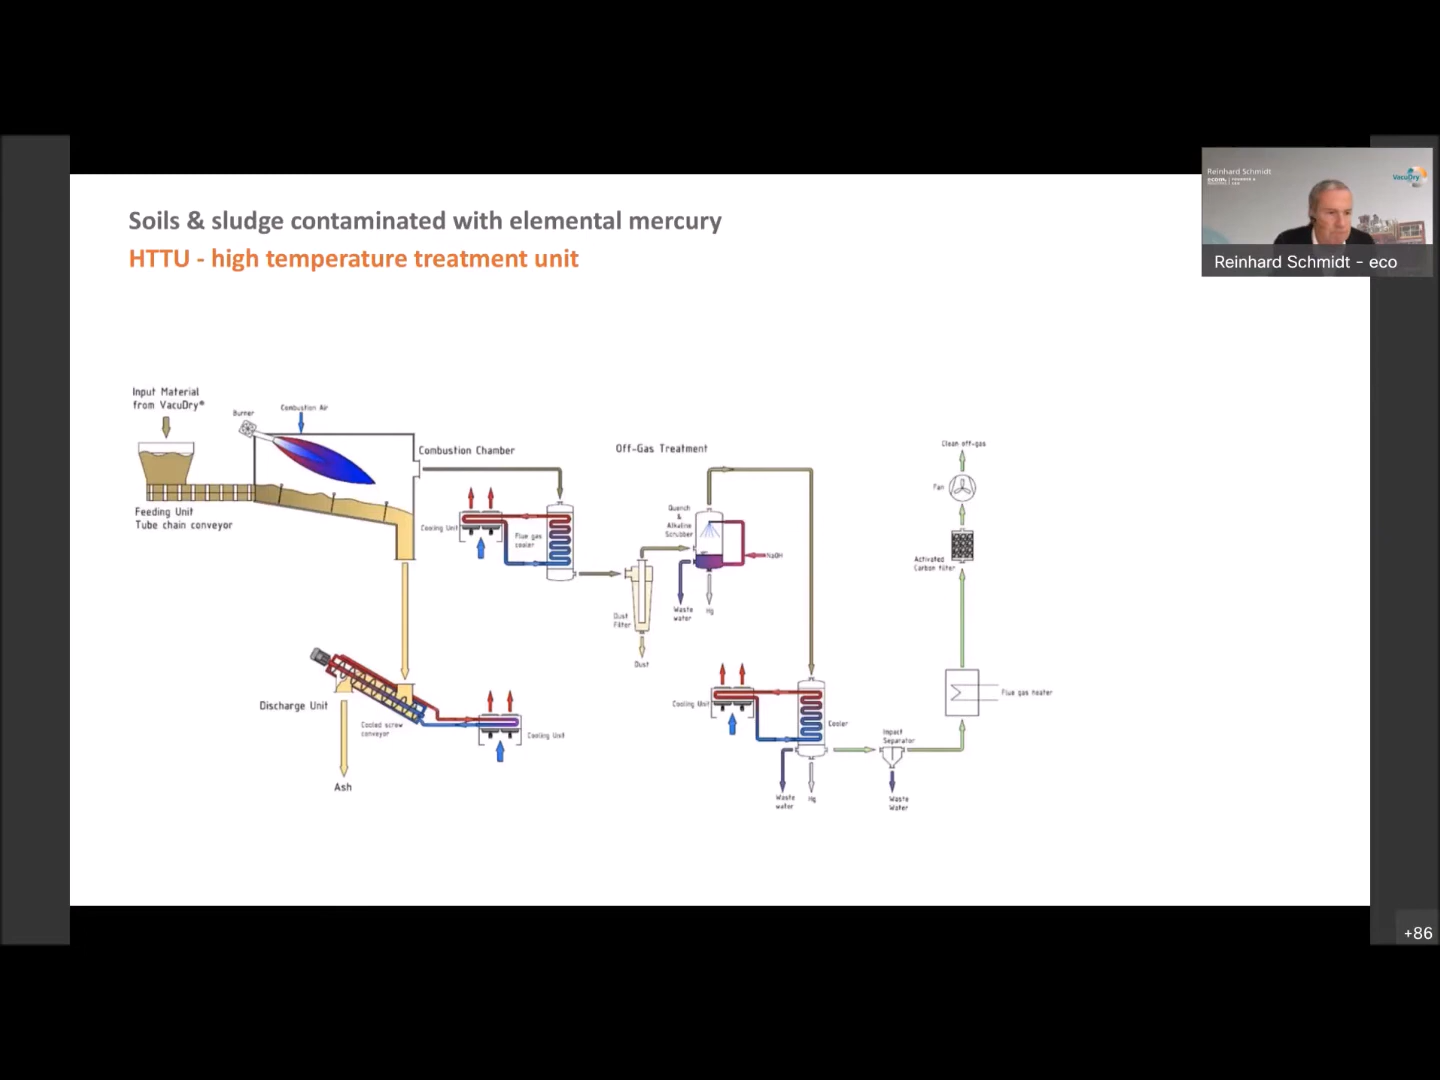 Soils & sludge contaminated with elemental mercury
HTTU - high temperature treatment unit
Reinhard Schmidt
VacuDry
Reinhard Schmidt - eco
Input Material
from VacuDry®
Burner
Combustion Air
Combustion Chamber
Off-Gas Treatment
Clean off-gas
Fan
Feeding Unit
Tube chain conveyor
Cooling Unit
Flue gas
cooler
Quench
&
Alkaline
Scrubber
NaOH
Activated
Carbon filter
Waste
water
Hg
Dust
Filter
Dust
Discharge Unit
Cooled screw
conveyor
Cooling Unit
Ash
Cooling Unit
Cooler
Waste
water
Hg
Impact
Separator
Waste
Water
Flue gas heater
+86